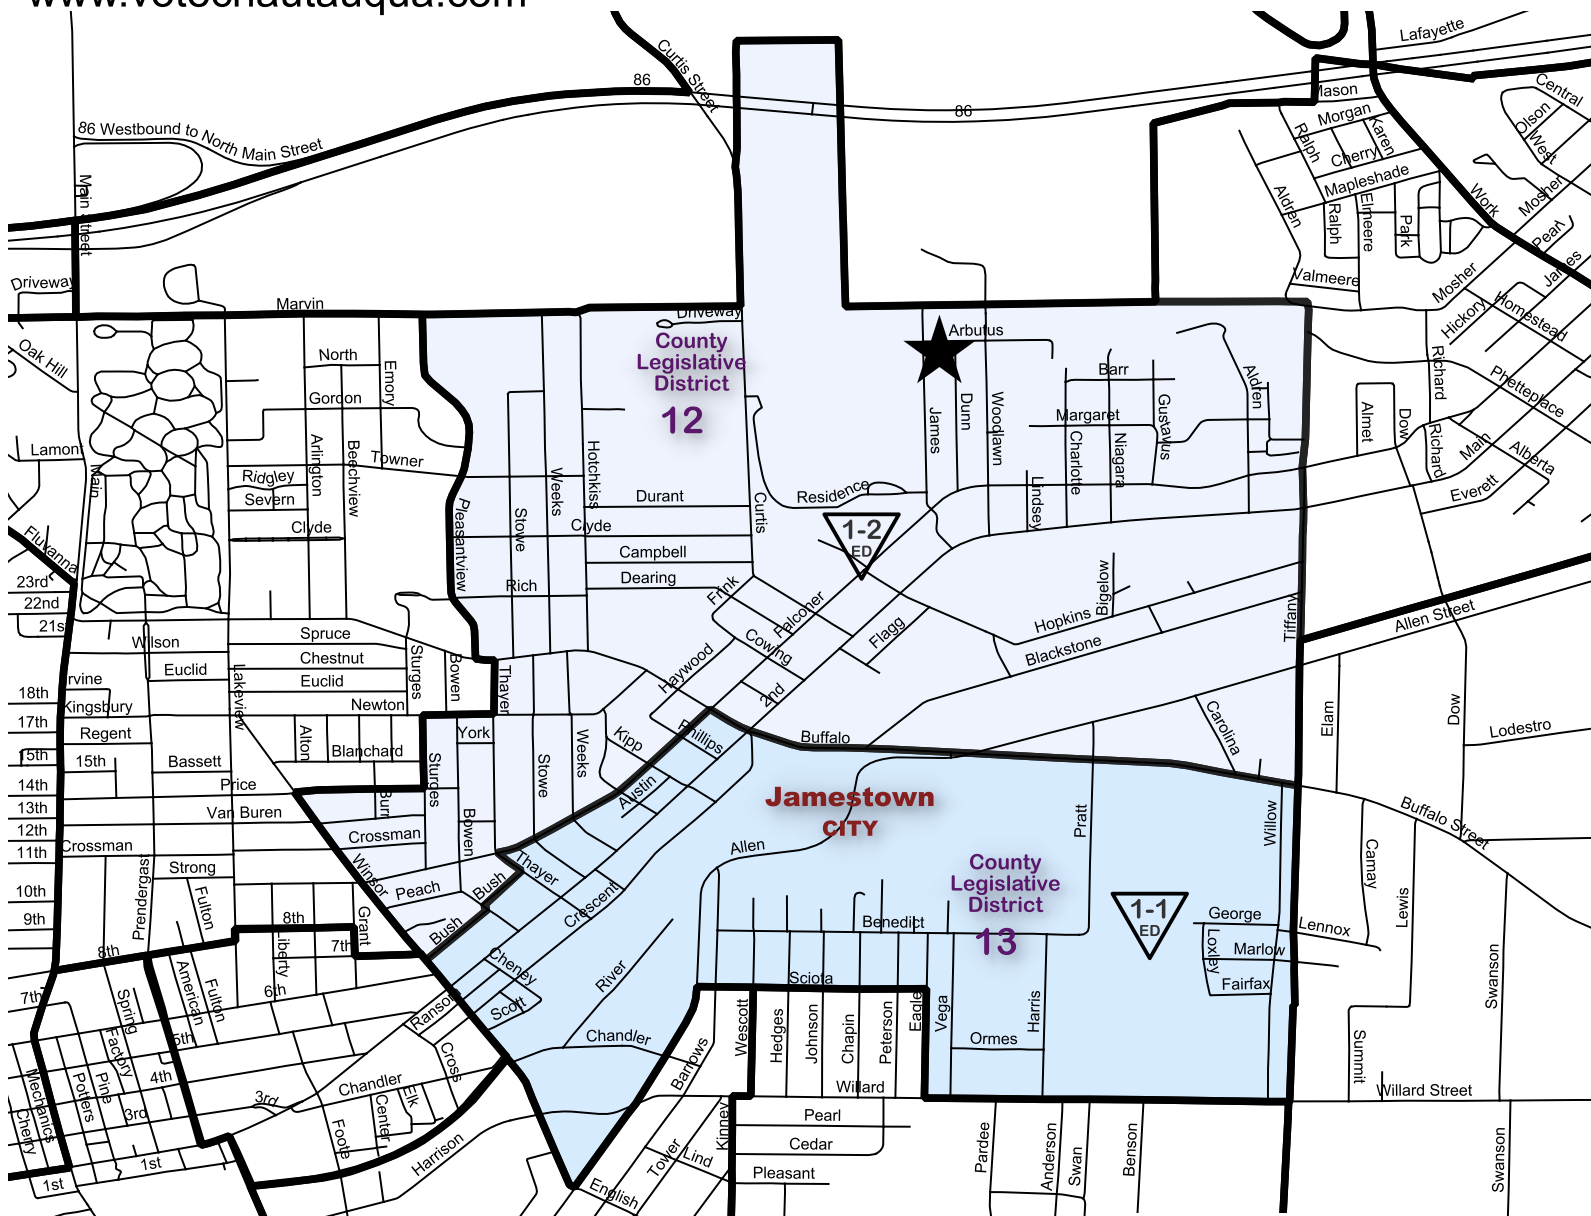 www.votechautauqua.com
Lafayette
Curtis Street
86
86
Mason
Central
Morgan
Olson
West
Karen
Ralph
Cherry
Mapleshade
86 Westbound to North Main Street
Main Street
Aldren
Ralph
Elmeere
Park
Work
Mosher
Pearl
James
Driveway
Valmeere
Mosher
Marvin
Driveway
Hickory
Homestead
Arbutus
County
Legislative
District
12
Oak Hill
North
Emory
Barr
Aldren
Richard
Phetteplace
Gordon
James
Dunn
Woodlawn
Margaret
Gustavus
Almet
Dow
Lamont
Main
Arlington
Beechview
Towner
Hotchkiss
Charlotte
Niagara
Richard
Main
Alberta
Ridgley
Severn
Weeks
Durant
Curtis
Residence
Lindsey
Everett
Clyde
Pleasantview
Stowe
Clyde
1-2
ED
Fluvanna
Campbell
23rd
Rich
Dearing
Frink
Bigelow
22nd
Falconer
Tiffany
Allen Street
21st
Wilson
Spruce
Cowing
Flagg
Hopkins
Blackstone
Euclid
Chestnut
Euclid
Sturges
Bowen
Thayer
Haywood
18th
Irvine
Lakeview
2nd
Kingsbury
Newton
Carolina
Elam
Dow
17th
Regent
Alton
Blanchard
York
Weeks
Kipp
Phillips
Buffalo
Lodestro
15th
15th
Bassett
Sturges
Stowe
14th
Price
Austin
Jamestown
CITY
13th
Van Buren
Burr
Bowen
Pratt
Willow
Buffalo Street
12th
Crossman
11th
Crossman
Allen
County
Legislative
District
13
Camay
Prendergast
Strong
Winsor
Thayer
10th
Fulton
Peach
Bush
Crescent
Lewis
1-1
ED
9th
8th
Grant
Bush
Benedict
George
Lennox
8th
Liberty
7th
Loxley
Marlow
Cheney
River
Sciota
Fairfax
Swanson
7th
American
Fulton
6th
Spring
Ransom
Scott
Eagle
Vega
Harris
5th
Factory
Chandler
Wescott
Hedges
Johnson
Chapin
Peterson
Ormes
Summit
Mechanics
Potters
Pine
4th
Cross
Barrows
Chandler
Elk
Willard
Willard Street
Cherry
3rd
3rd
Center
Kinney
Pearl
Foote
Harrison
Cedar
Tower
Lind
Pardee
Anderson
Swan
Benson
Swanson
1st
1st
Pleasant
English